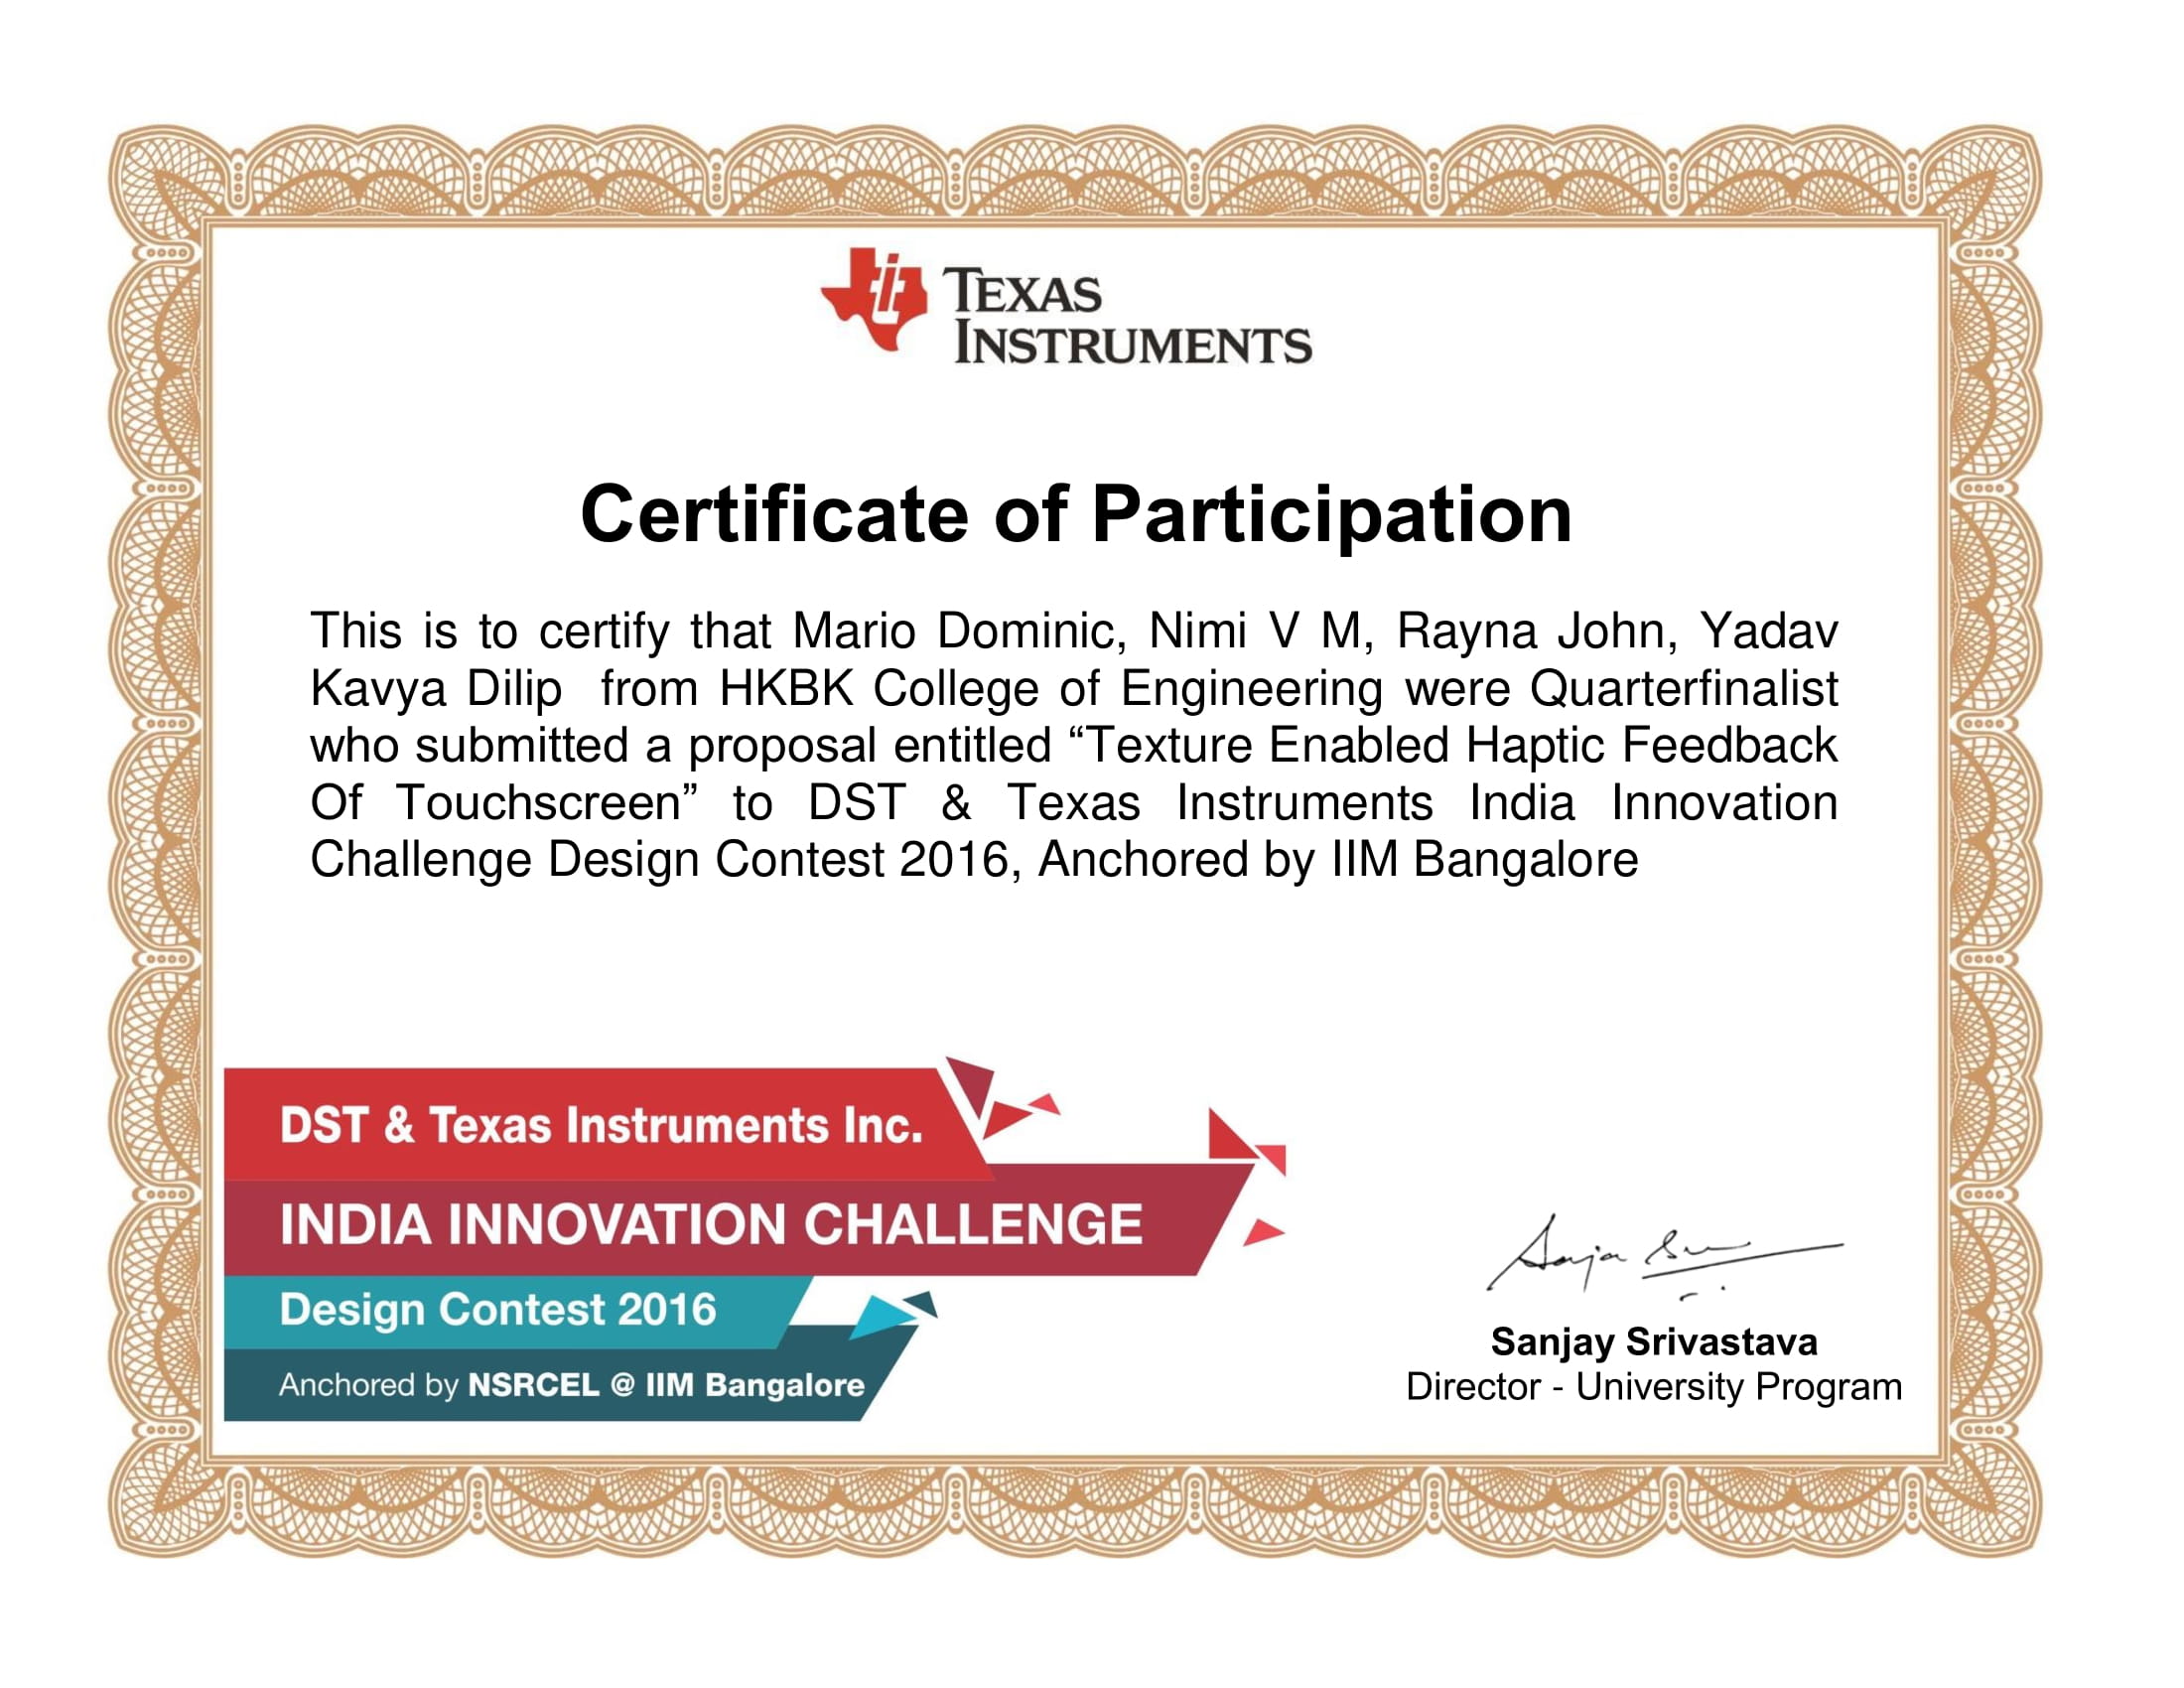 TEXAS
INSTRUMENTS
Certificate of Participation
This is to certify that Mario Dominic, Nimi V M, Rayna John, Yadav
Kavya Dilip from HKBK College of Engineering were Quarterfinalist
who submitted a proposal entitled “Texture Enabled Haptic Feedback
Of Touchscreen” to DST & Texas Instruments India Innovation
Challenge Design Contest 2016, Anchored by IIM Bangalore
DST & Texas Instruments Inc.
INDIA INNOVATION CHALLENGE
Design Contest 2016
Anchored by NSRCEL @ IIM Bangalore
Sanjay Srivastava
Director - University Program